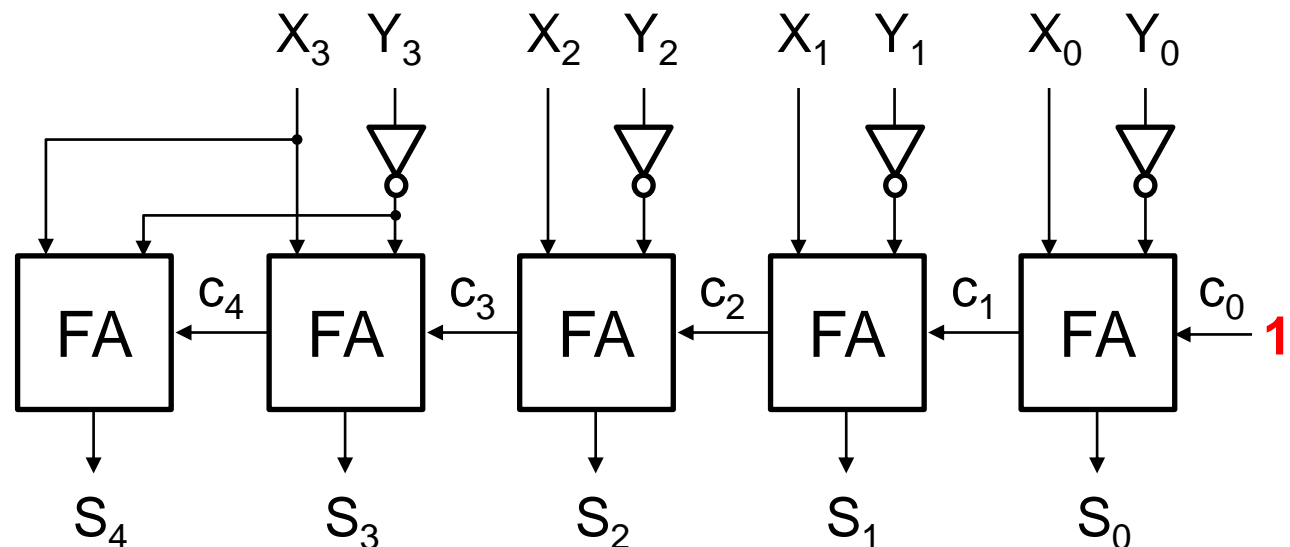 X₃ Y₃ X₂ Y₂ X₁ Y₁ X₀ Y₀
FA c₄ FA c₃ FA c₂ FA c₁ FA c₀ 1
S₄ S₃ S₂ S₁ S₀